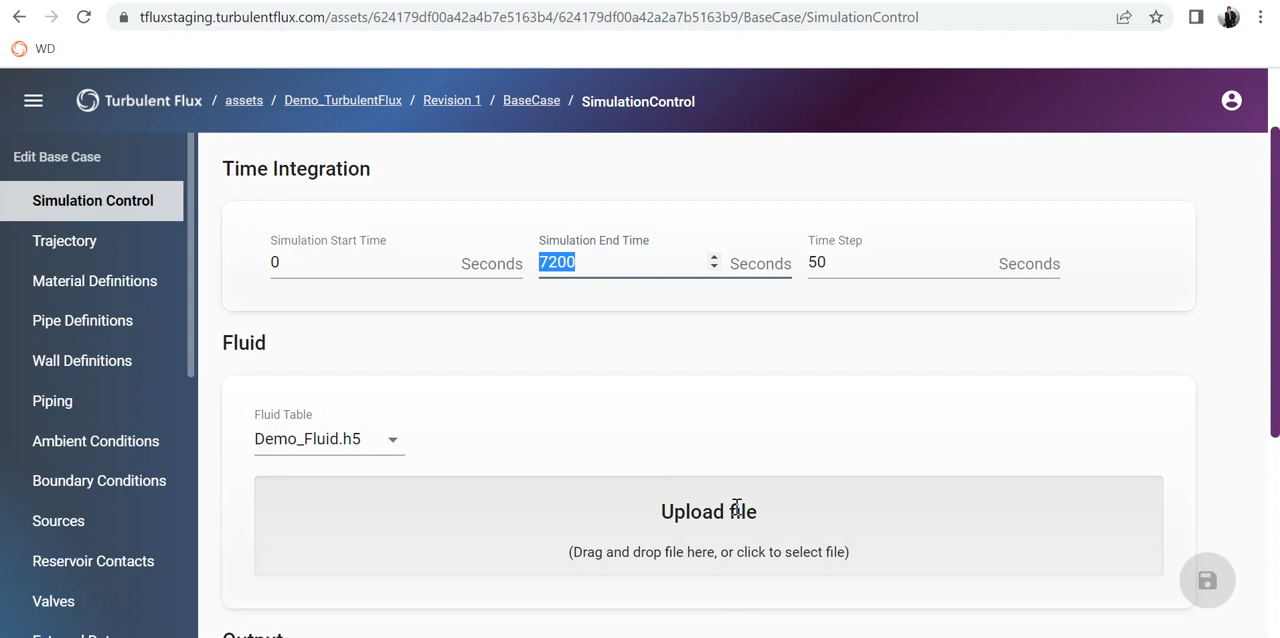 tfluxstaging.turbulentflux.com/assets/624179df00a42a4b7e5163b4/624179df00a42a2a7b5163b9/BaseCase/SimulationControl
WD
Turbulent Flux / assets / Demo_TurbulentFlux / Revision 1 / BaseCase / SimulationControl
Edit Base Case
Simulation Control
Trajectory
Material Definitions
Pipe Definitions
Wall Definitions
Piping
Ambient Conditions
Boundary Conditions
Sources
Reservoir Contacts
Valves
Time Integration
Simulation Start Time
0 Seconds
Simulation End Time
7200 Seconds
Time Step
50 Seconds
Fluid
Fluid Table
Demo_Fluid.h5
Upload file
(Drag and drop file here, or click to select file)
Output